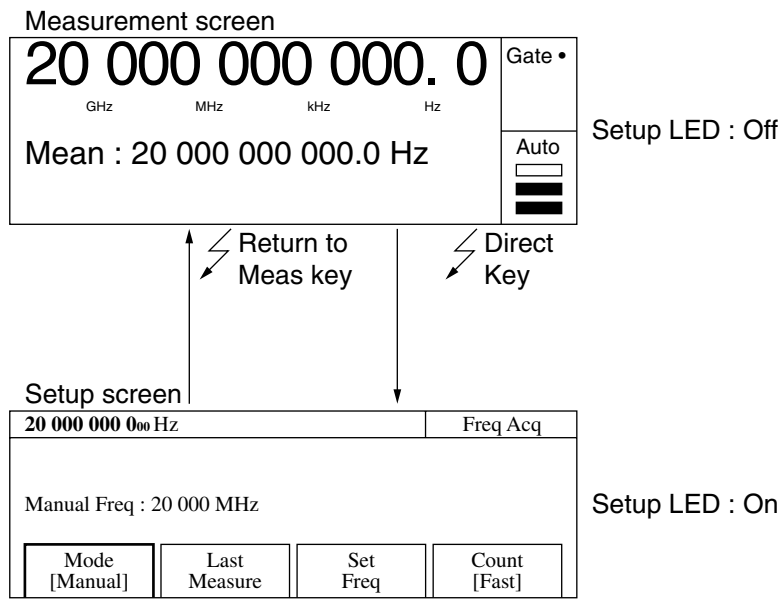 Measurement screen
20 000 000 000. 0
GHz MHz kHz Hz
Gate •
Mean : 20 000 000 000.0 Hz
Auto
Setup LED : Off
Return to
Meas key
Direct
Key
Setup screen
20 000 000 000 Hz
Freq Acq
Manual Freq : 20 000 MHz
Setup LED : On
Mode
[Manual]
Last
Measure
Set
Freq
Count
[Fast]